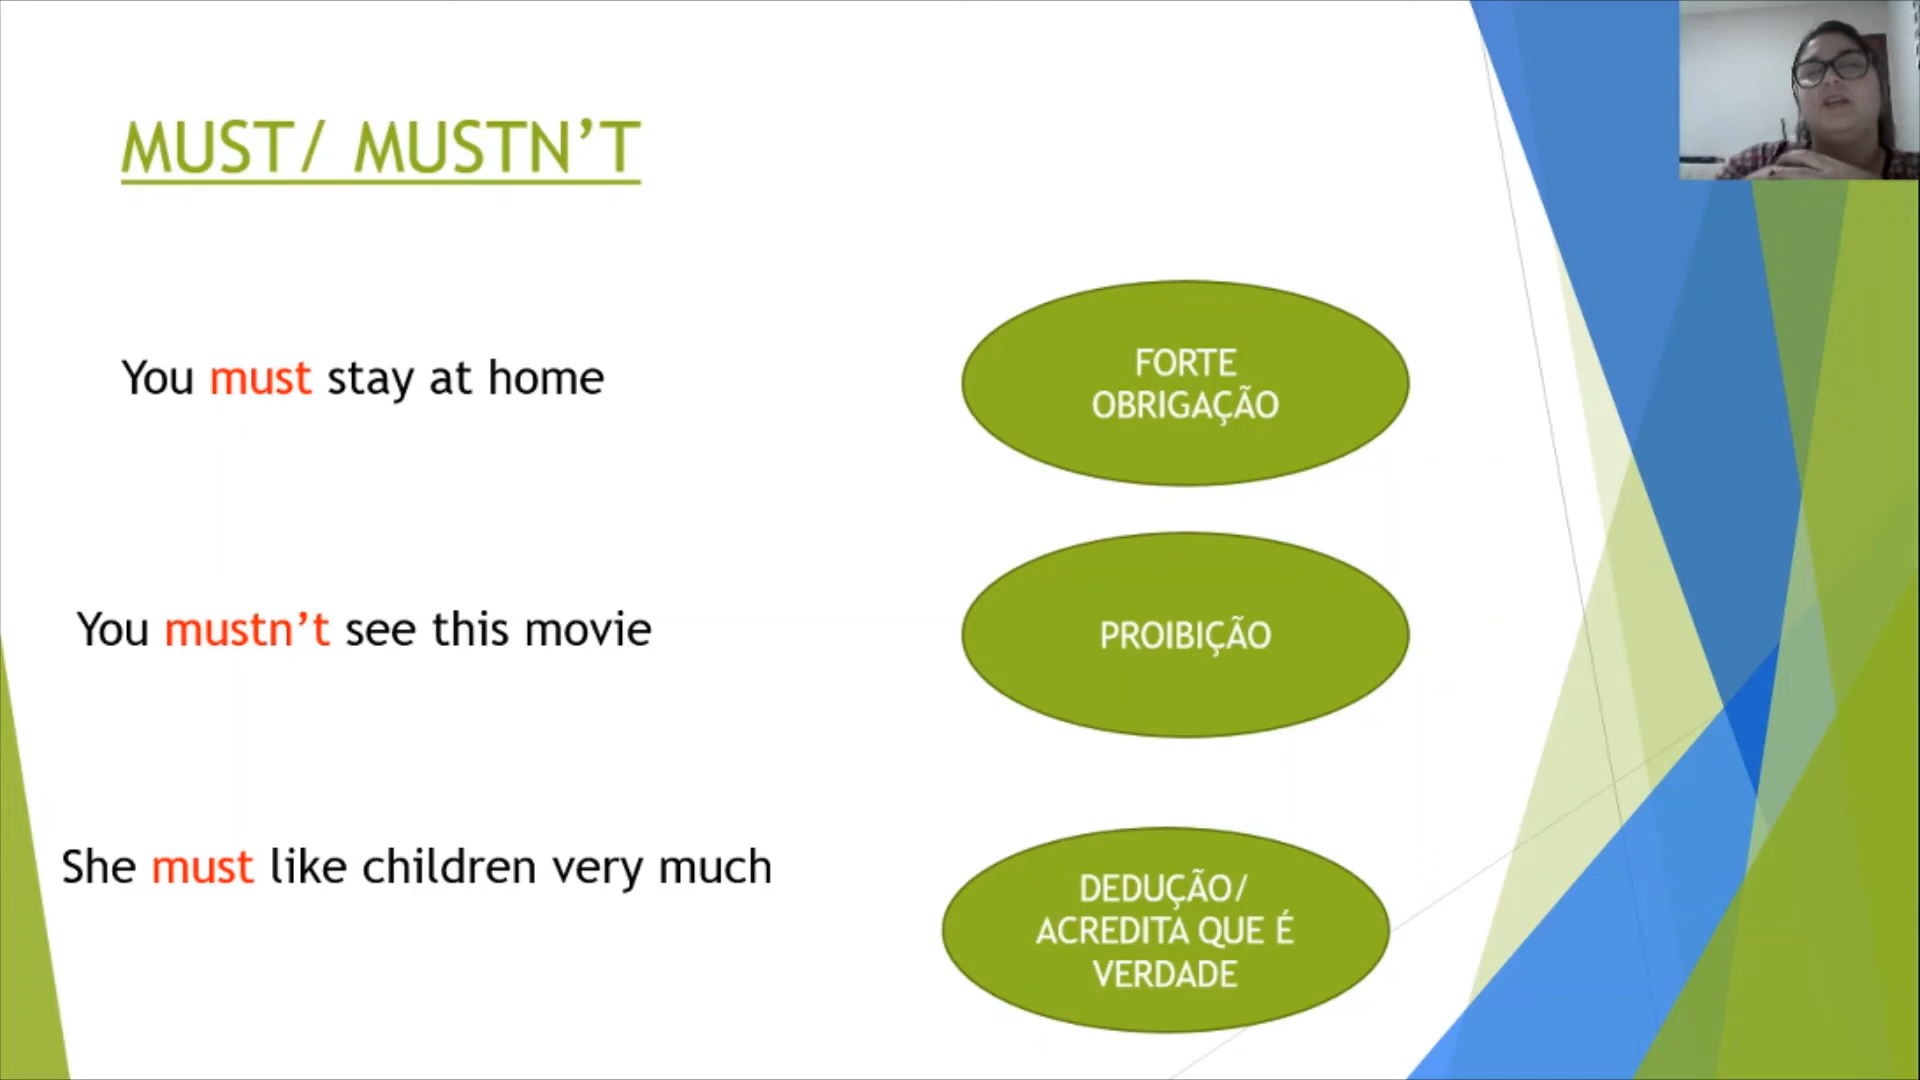 MUST/ MUSTN’T
You must stay at home
FORTE
OBRIGAÇÃO
You mustn’t see this movie
PROIBIÇÃO
She must like children very much
DEDUÇÃO/
ACREDITA QUE É
VERDADE